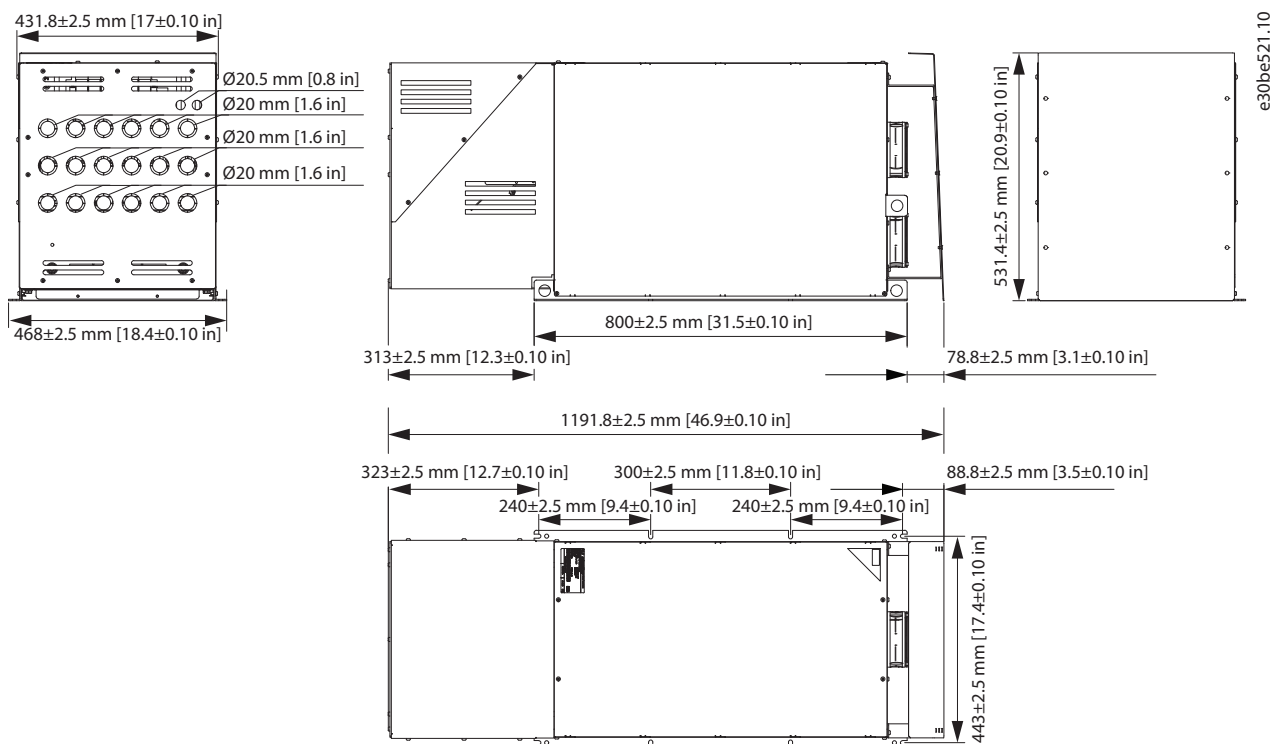 431.8±2.5 mm [17±0.10 in]
Ø20.5 mm [0.8 in]
Ø20 mm [1.6 in]
Ø20 mm [1.6 in]
Ø20 mm [1.6 in]
468±2.5 mm [18.4±0.10 in]
800±2.5 mm [31.5±0.10 in]
313±2.5 mm [12.3±0.10 in]
78.8±2.5 mm [3.1±0.10 in]
531.4±2.5 mm [20.9±0.10 in]
e30be521.10
1191.8±2.5 mm [46.9±0.10 in]
323±2.5 mm [12.7±0.10 in]
300±2.5 mm [11.8±0.10 in]
88.8±2.5 mm [3.5±0.10 in]
240±2.5 mm [9.4±0.10 in]
240±2.5 mm [9.4±0.10 in]
443±2.5 mm [17.4±0.10 in]